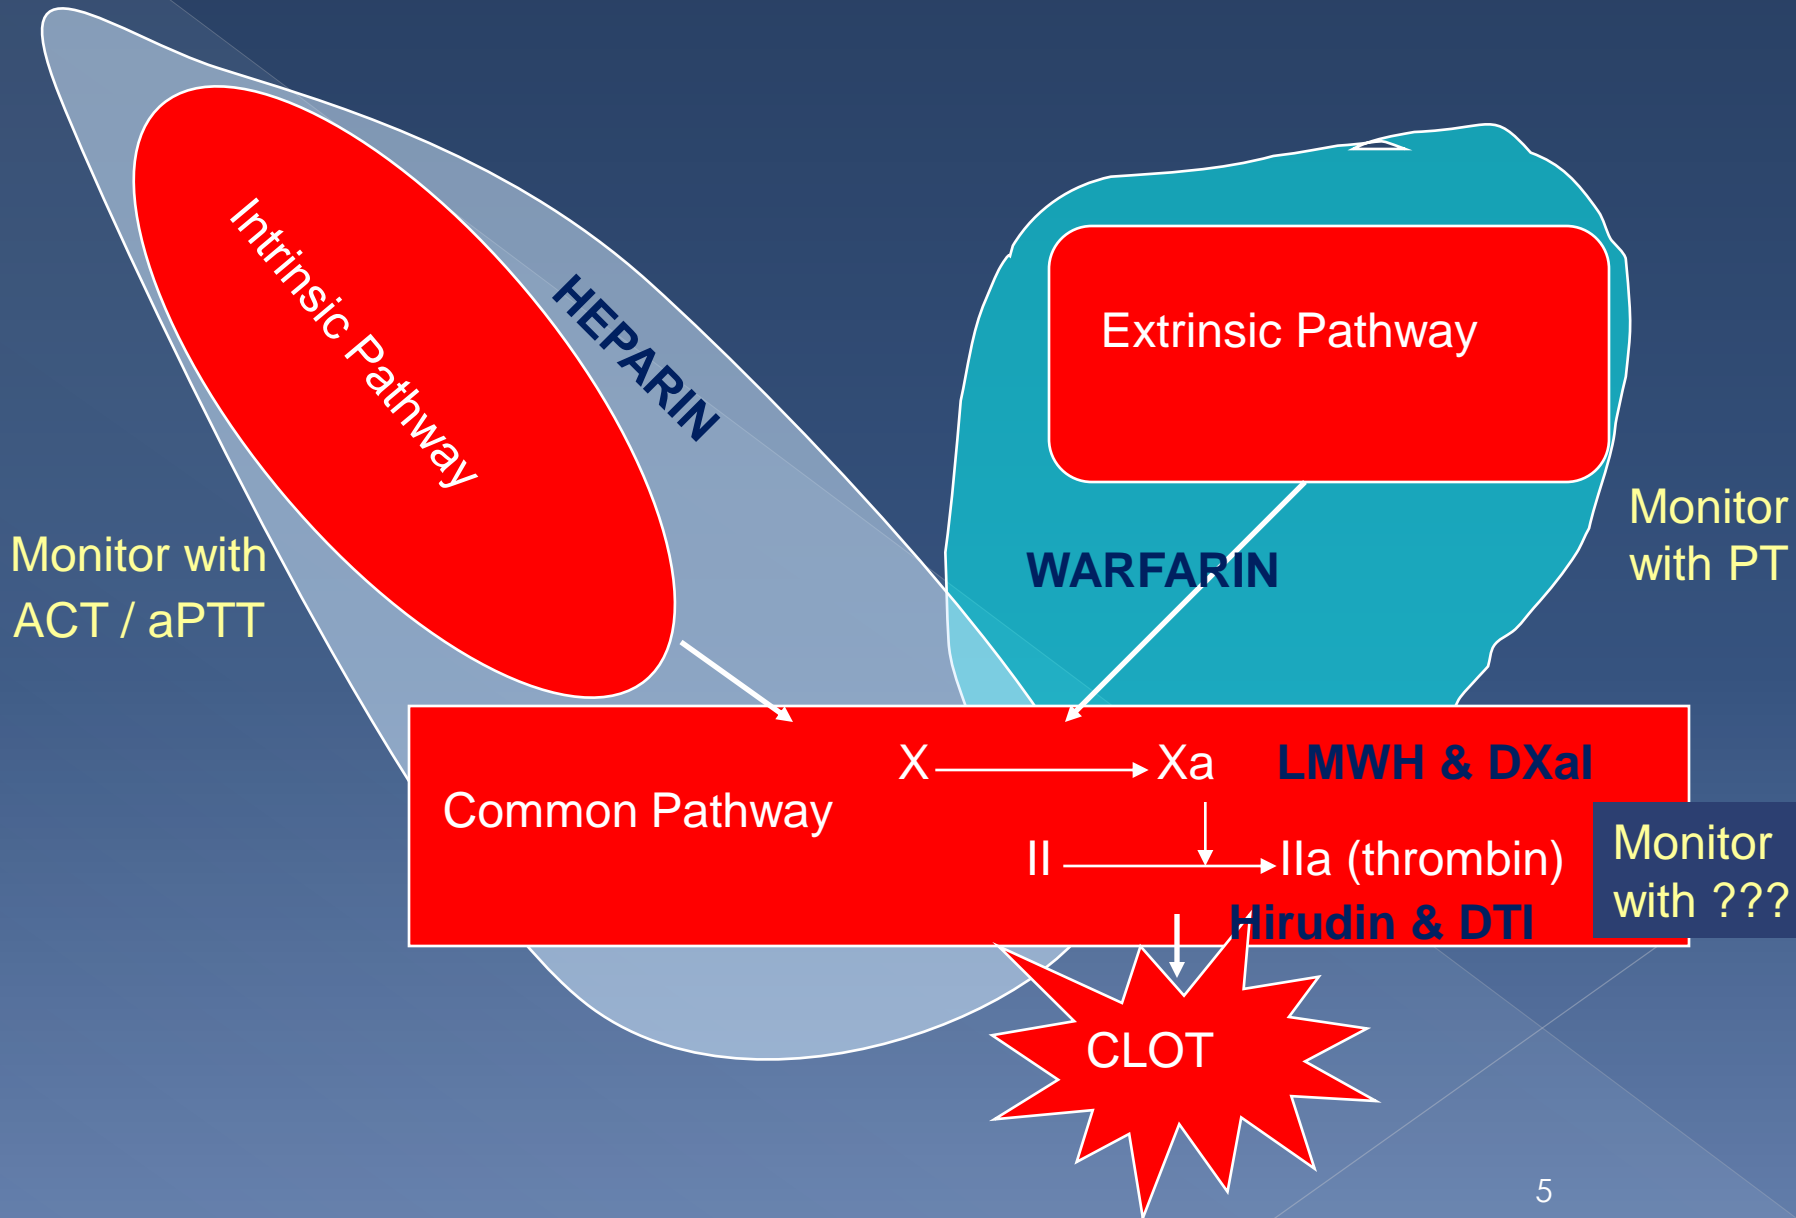 Intrinsic Pathway
HEPARIN
Extrinsic Pathway
WARFARIN
Monitor with
ACT / aPTT
Monitor
with PT
Common Pathway
X
Xa
LMWH & DXaI
II
IIa (thrombin)
Hirudin & DTI
Monitor
with ???
CLOT
5